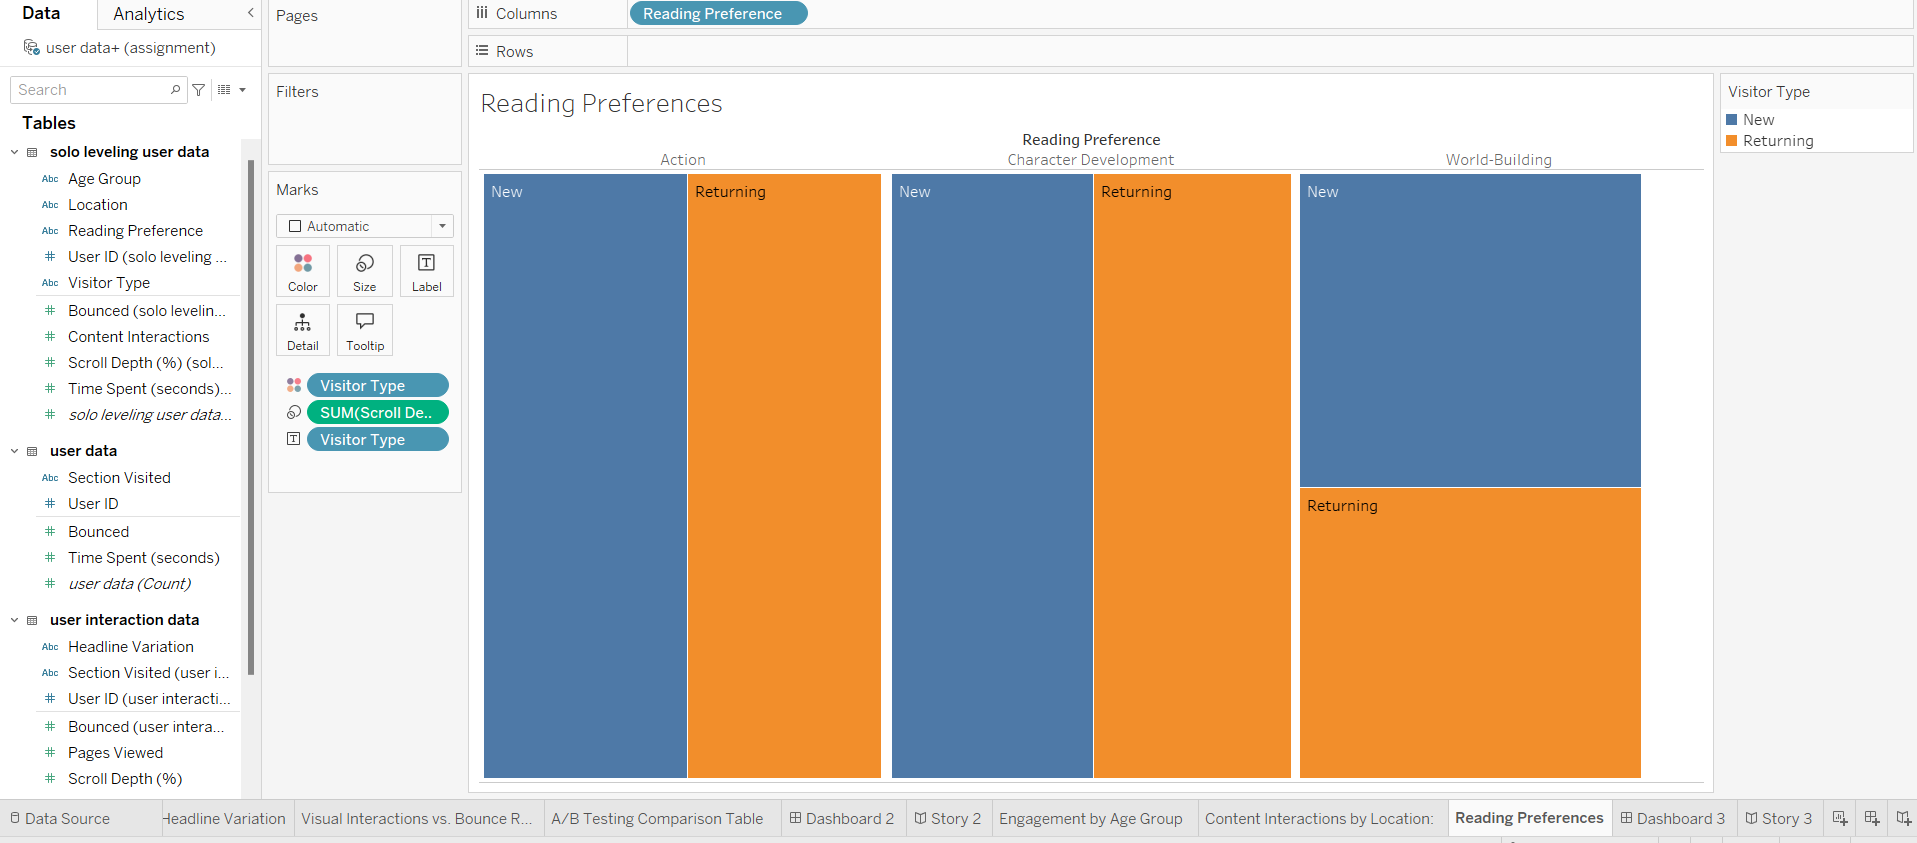 Data
Analytics
user data+ (assignment)
Search
Tables
solo leveling user data
Abc Age Group
Abc Location
Abc Reading Preference
# User ID (solo leveling ...
Abc Visitor Type
# Bounced (solo levelin...
# Content Interactions
# Scroll Depth (%) (sol...
# Time Spent (seconds)...
# solo leveling user data...
user data
Abc Section Visited
# User ID
# Bounced
# Time Spent (seconds)
# user data (Count)
user interaction data
Abc Headline Variation
Abc Section Visited (user i...
# User ID (user interacti...
# Bounced (user intera...
# Pages Viewed
# Scroll Depth (%)
Pages
Filters
Marks
Automatic
Color
Size
Label
Detail
Tooltip
Visitor Type
SUM(Scroll De..
Visitor Type
Columns
Reading Preference
Rows
Reading Preferences
Reading Preference
Action
Character Development
World-Building
New
Returning
New
Returning
New
Returning
Visitor Type
New
Returning
Data Source
Headline Variation
Visual Interactions vs. Bounce R...
A/B Testing Comparison Table
Dashboard 2
Story 2
Engagement by Age Group
Content Interactions by Location:
Reading Preferences
Dashboard 3
Story 3